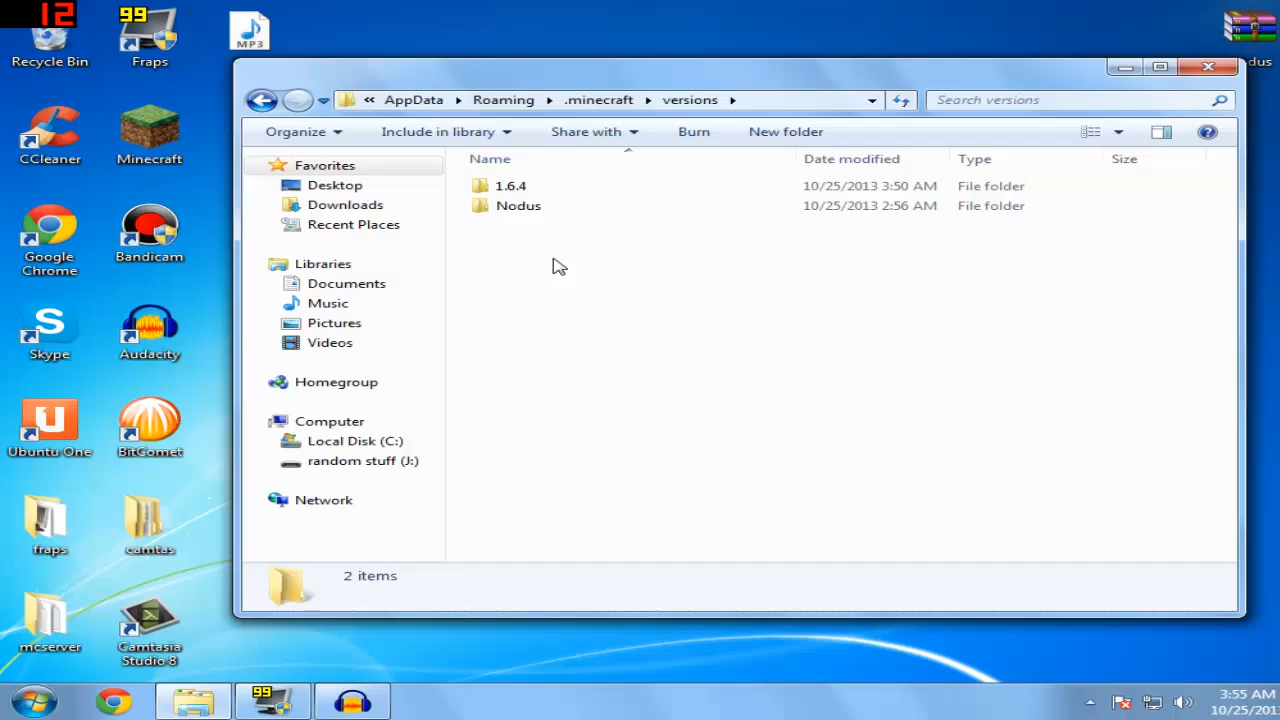 12
99
MP3
Recycle Bin
Fraps
dus
CCleaner
Minecraft
Google Chrome
Bandicam
Skype
Audacity
U
Ubuntu One
BitComet
fraps
camtas
mcserver
Camtasia Studio 8
« AppData Roaming .minecraft versions
Search versions
Organize Include in library Share with Burn New folder
Name Date modified Type Size
Favorites
Desktop
Downloads
Recent Places
Libraries
Documents
Music
Pictures
Videos
Homegroup
Computer
Local Disk (C:)
random stuff (J:)
Network
1.6.4 10/25/2013 3:50 AM File folder
Nodus 10/25/2013 2:56 AM File folder
2 items
99
3:55 AM
10/25/201